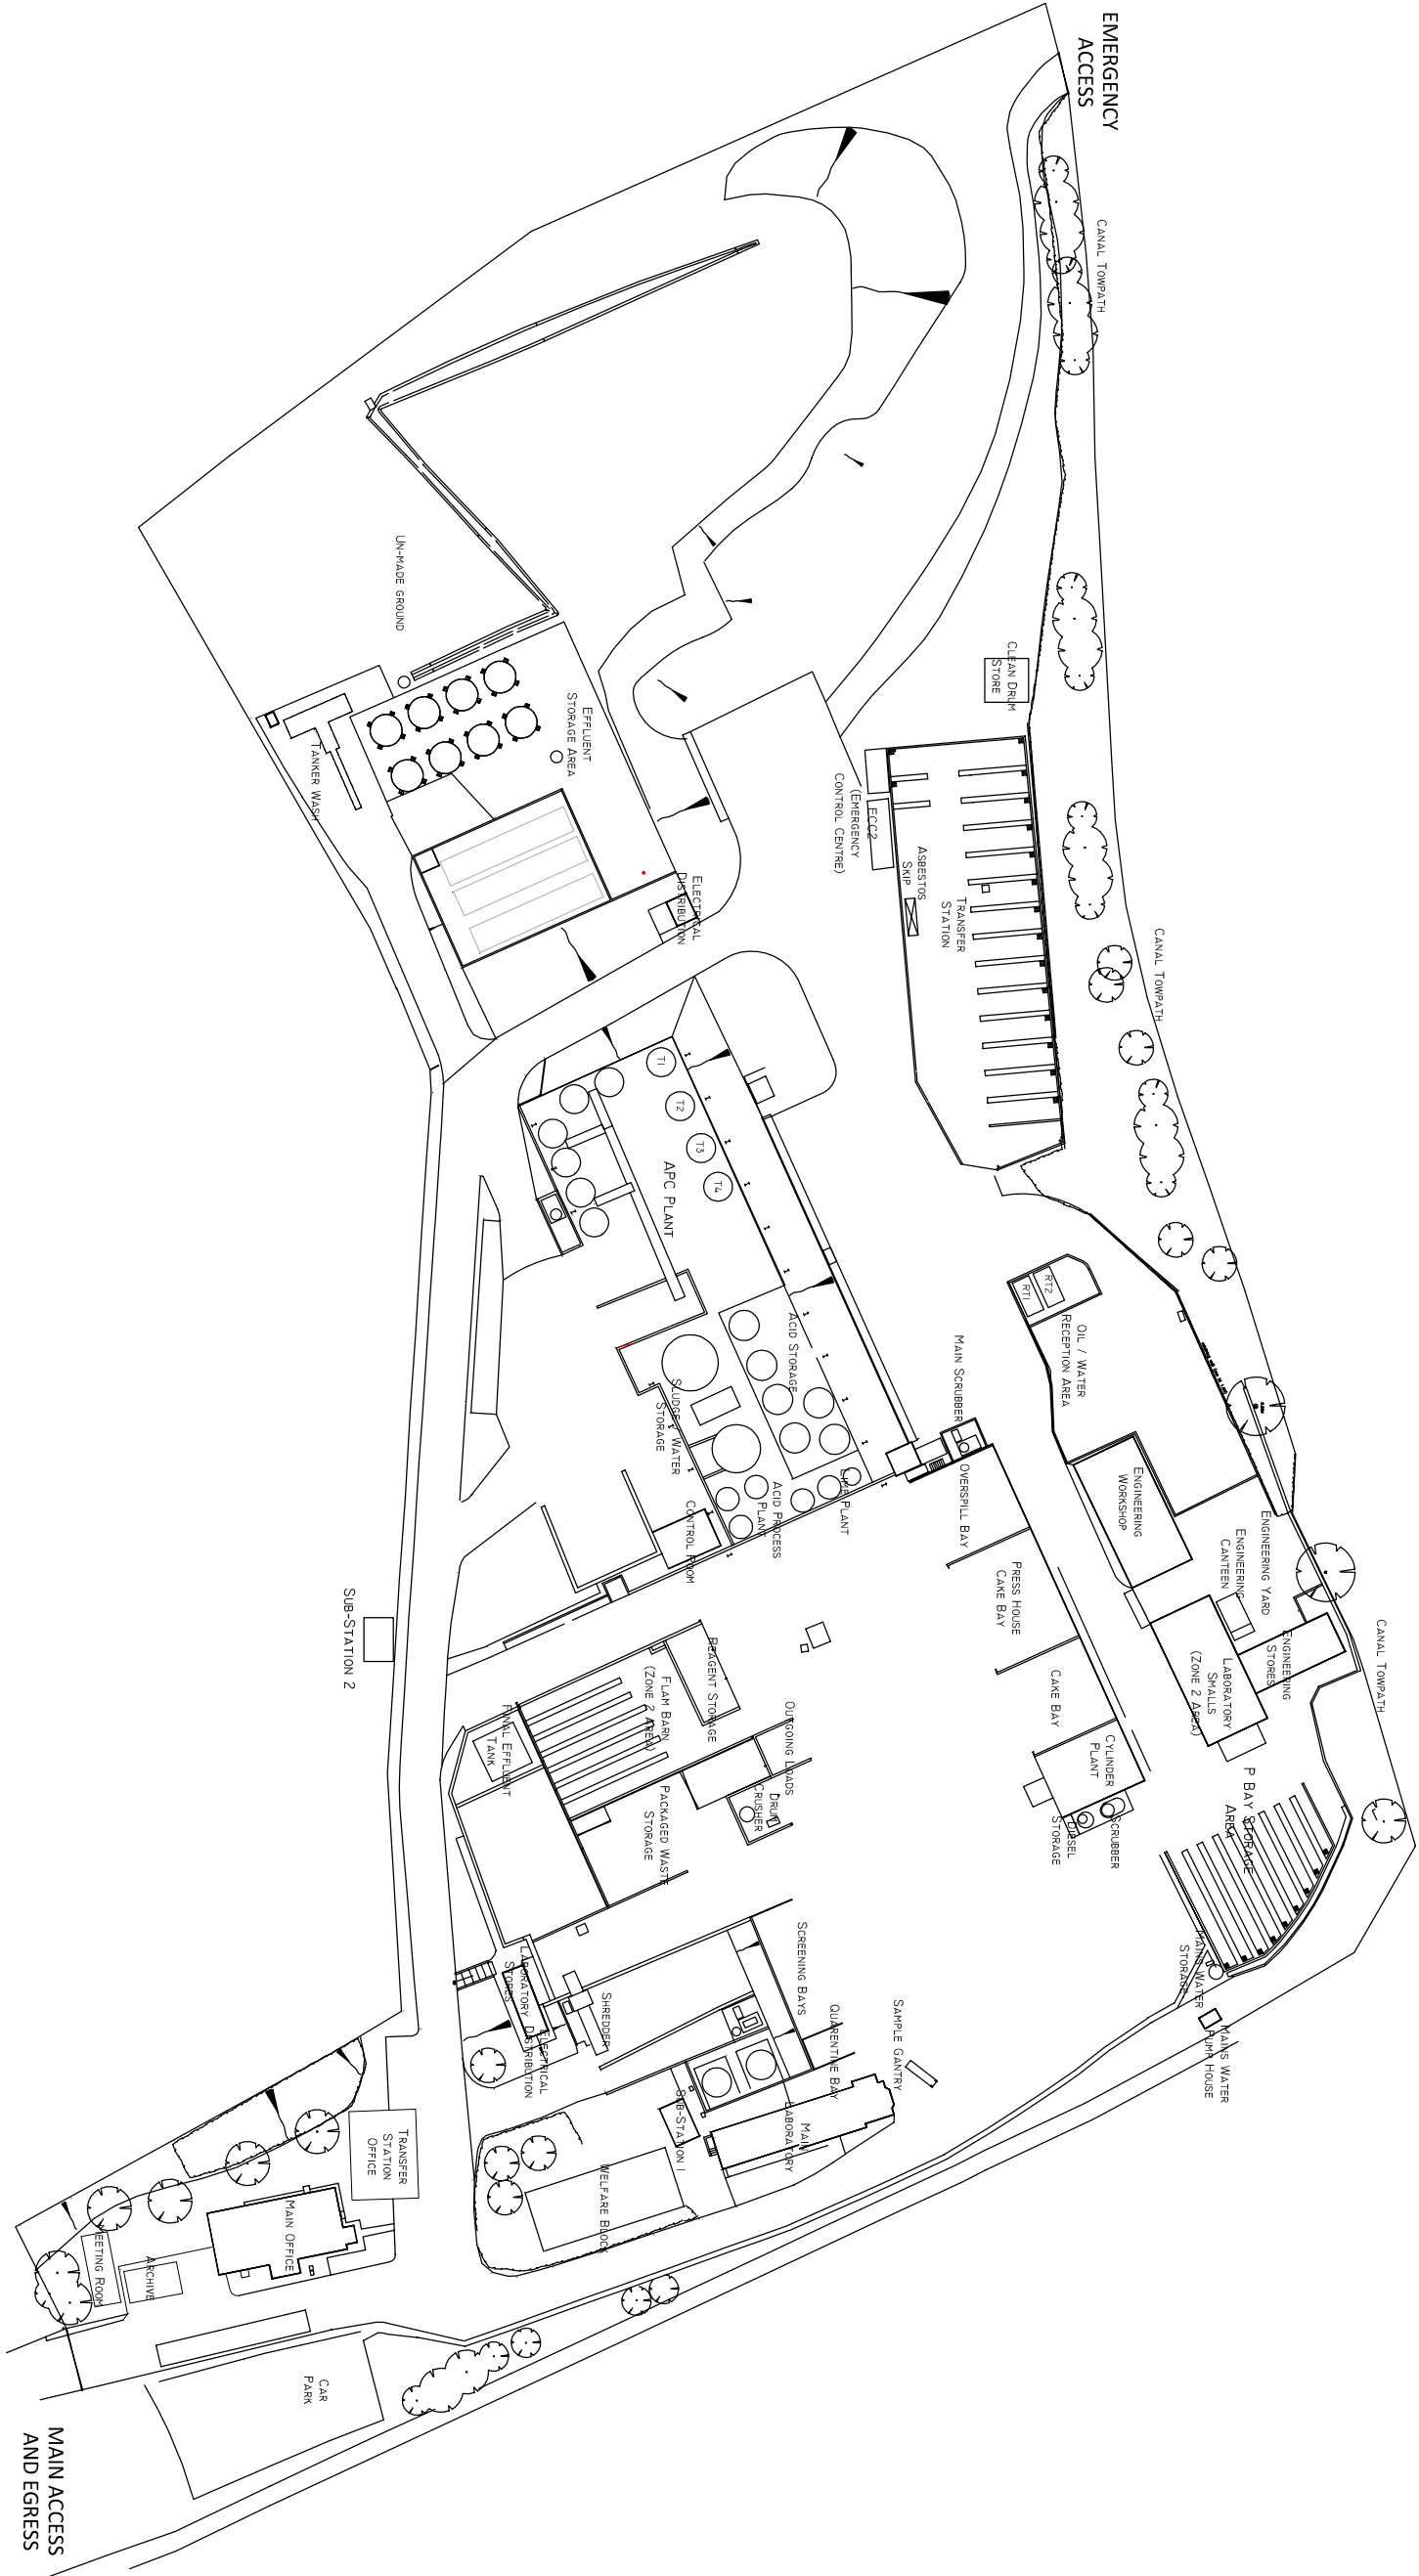 EMERGENCY
ACCESS
CANAL TOWPATH
UN-MADE GROUND
CLEAN DRUM
STORE
EFFLUENT
STORAGE AREA
TANKER WASH
ECC2
(EMERGENCY
CONTROL CENTRE)
ASBESTOS
SKIP
TRANSFER
STATION
ELECTRICAL
DISTRIBUTION
CANAL TOWPATH
T1
T2
T3
T4
APC PLANT
RT2
RT1
OIL / WATER
RECEPTION AREA
ACID STORAGE
MAIN SCRUBBER
SLUDGE / WATER
STORAGE
LIME PLANT
ACID PROCESS
PLANT
CONTROL ROOM
OVERSPILL BAY
ENGINEERING
WORKSHOP
ENGINEERING YARD
ENGINEERING
CANTEEN
ENGINEERING
STORES
CANAL TOWPATH
PRESS HOUSE
CAKE BAY
LABORATORY
SMALLS
(ZONE 2 AREA)
SUB-STATION 2
REAGENT STORAGE
FLAM BARN
(ZONE 2 AREA)
CAKE BAY
OUTGOING LOADS
FINAL EFFLUENT
TANK
CYLINDER
PLANT
P BAY STORAGE
AREA
PACKAGED WASTE
STORAGE
DRUM
CRUSHER
SCRUBBER
DIESEL
STORAGE
SCREENING BAYS
MAINS WATER
STORAGE
LABORATORY
STORES
SHREDDER
QUARENTINE BAY
SAMPLE GANTRY
MAINS WATER
PUMP HOUSE
ELECTRICAL
DISTRIBUTION
SUB-STATION 1
MAIN
LABORATORY
TRANSFER
STATION
OFFICE
WELFARE BLOCK
MAIN OFFICE
MEETING ROOM
ARCHIVE
CAR
PARK
MAIN ACCESS
AND EGRESS